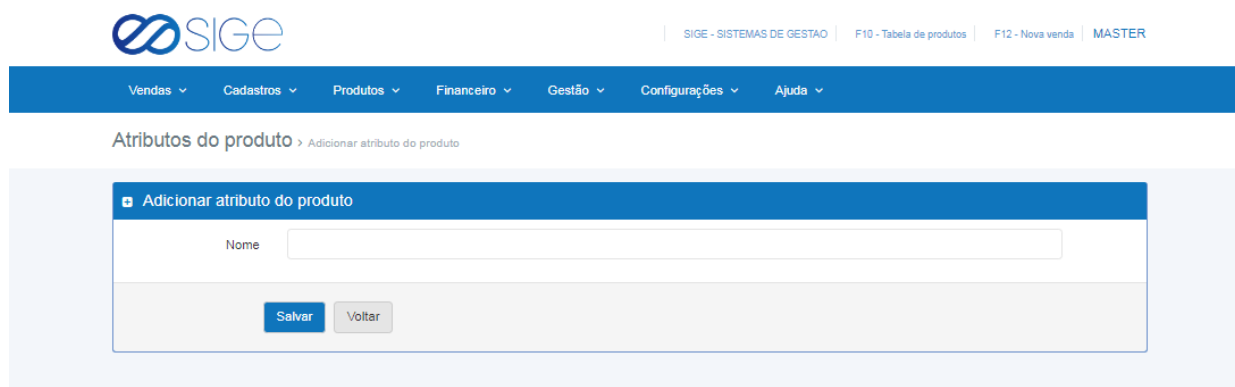 SIGE
SIGE - SISTEMAS DE GESTAO F10 - Tabela de produtos F12 - Nova venda MASTER
Vendas Cadastros Produtos Financeiro Gestão Configurações Ajuda
Atributos do produto › Adicionar atributo do produto
Adicionar atributo do produto
Nome
Salvar Voltar